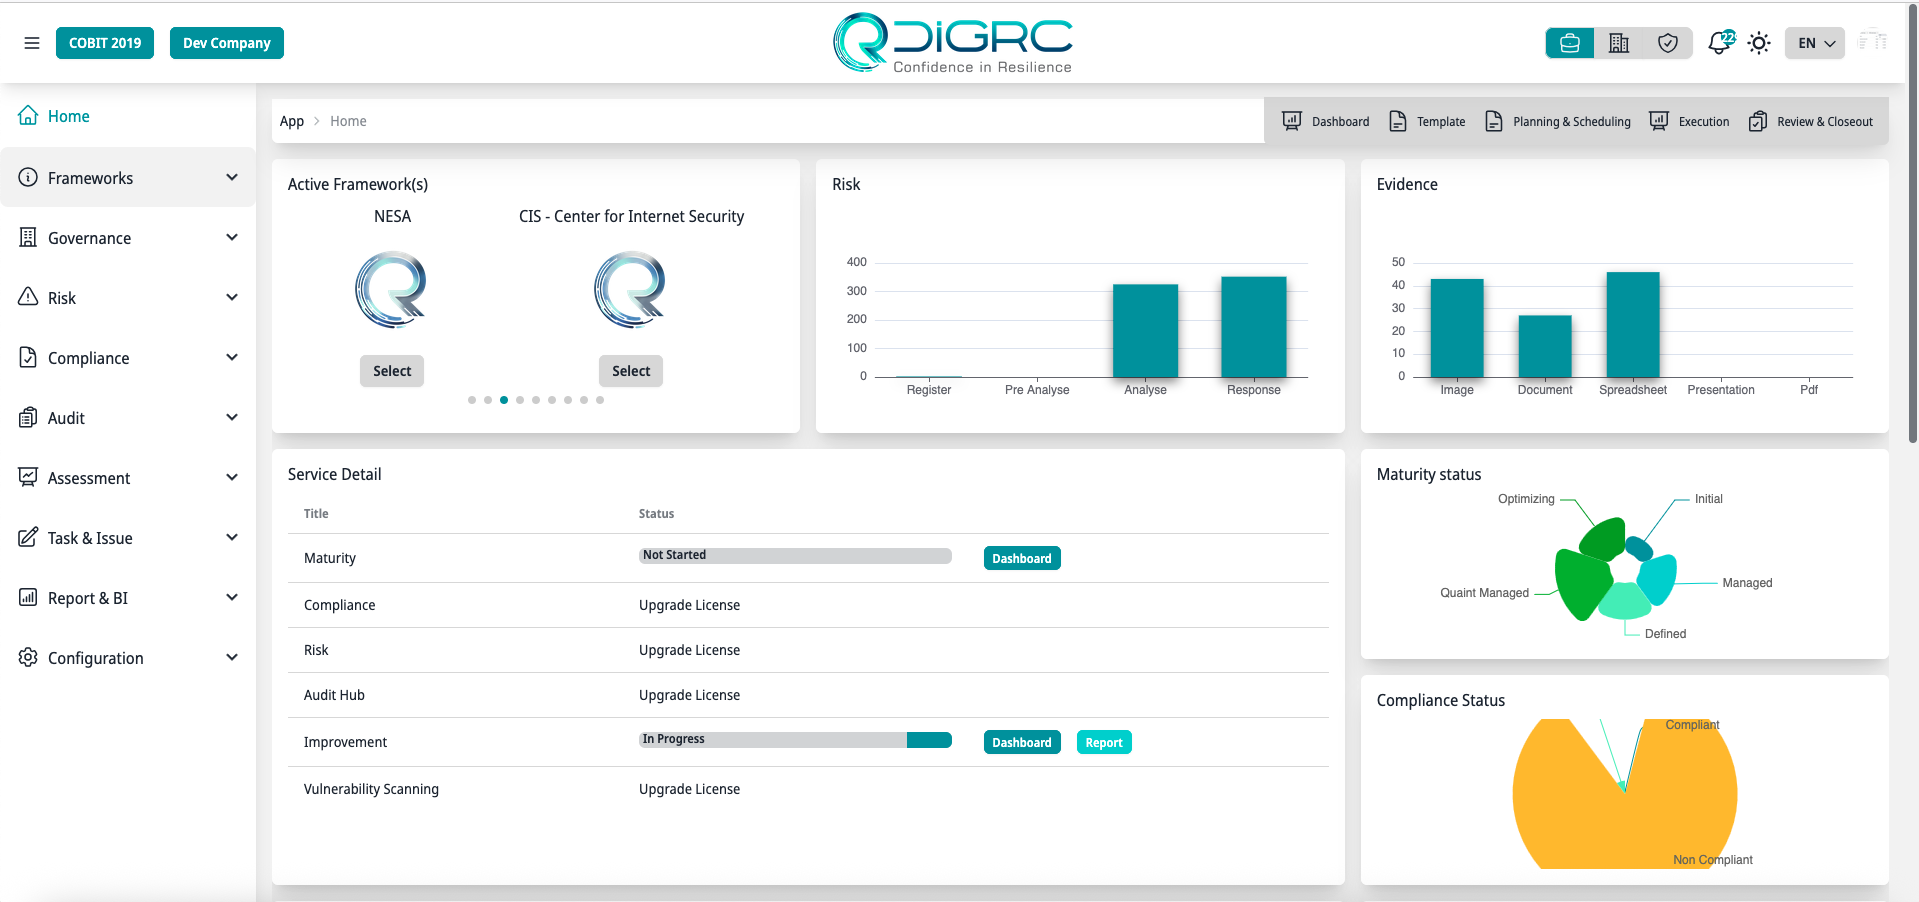 COBIT 2019
Dev Company
DiGRC
Confidence in Resilience
EN
Home
Frameworks
Governance
Risk
Compliance
Audit
Assessment
Task & Issue
Report & BI
Configuration
App > Home
Dashboard
Template
Planning & Scheduling
Execution
Review & Closeout
Active Framework(s)
NESA
CIS - Center for Internet Security
Select
Select
Risk
400
300
200
100
0
Register
Pre Analyse
Analyse
Response
Evidence
50
40
30
20
10
0
Image
Document
Spreadsheet
Presentation
Pdf
Service Detail
Title Status
Maturity Not Started Dashboard
Compliance Upgrade License
Risk Upgrade License
Audit Hub Upgrade License
Improvement In Progress Dashboard Report
Vulnerability Scanning Upgrade License
Maturity status
Optimizing
Initial
Quaint Managed
Managed
Defined
Compliance Status
Compliant
Non Compliant